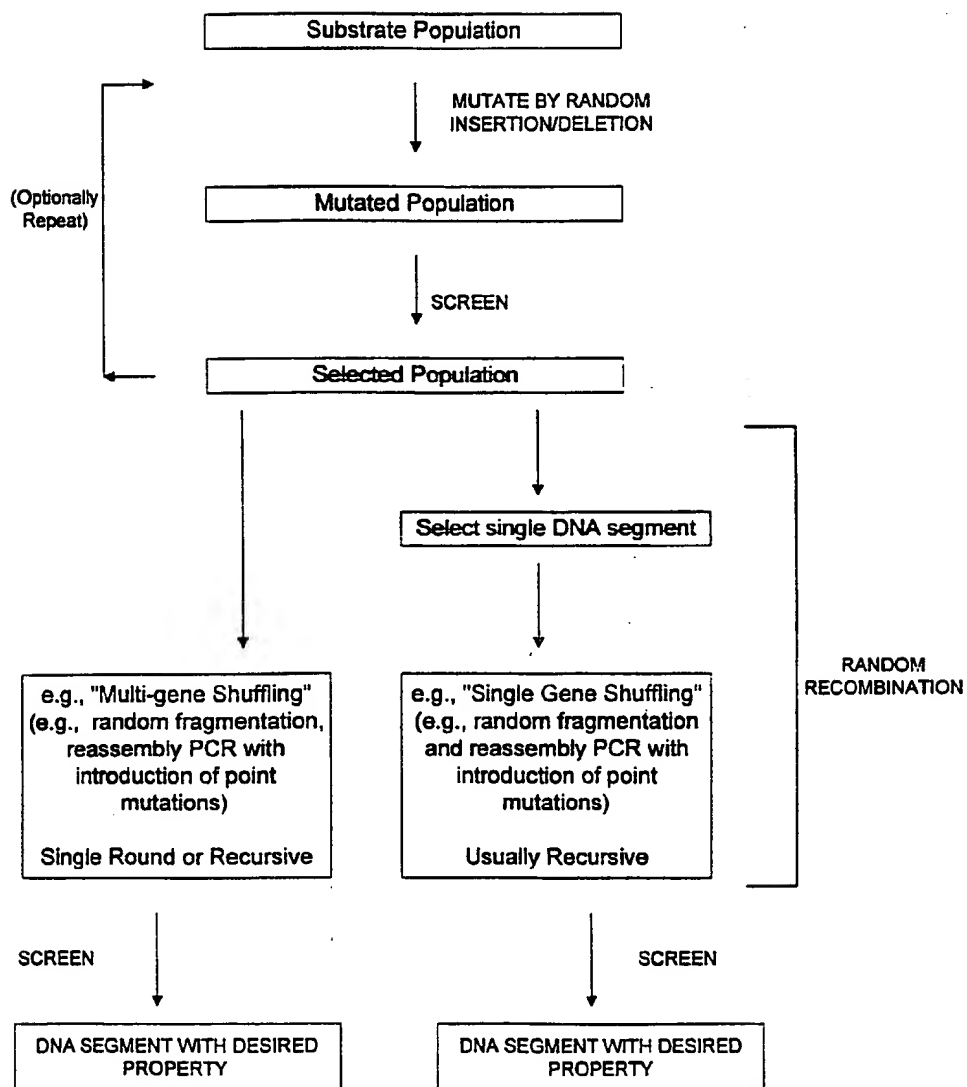 Substrate Population
MUTATE BY RANDOM
INSERTION/DELETION
(Optionally
Repeat)
Mutated Population
SCREEN
Selected Population
Select single DNA segment
e.g., "Multi-gene Shuffling"
(e.g., random fragmentation,
reassembly PCR with
introduction of point
mutations)
Single Round or Recursive
e.g., "Single Gene Shuffling"
(e.g., random fragmentation
and reassembly PCR with
introduction of point
mutations)
Usually Recursive
RANDOM
RECOMBINATION
SCREEN
SCREEN
DNA SEGMENT WITH DESIRED
PROPERTY
DNA SEGMENT WITH DESIRED
PROPERTY